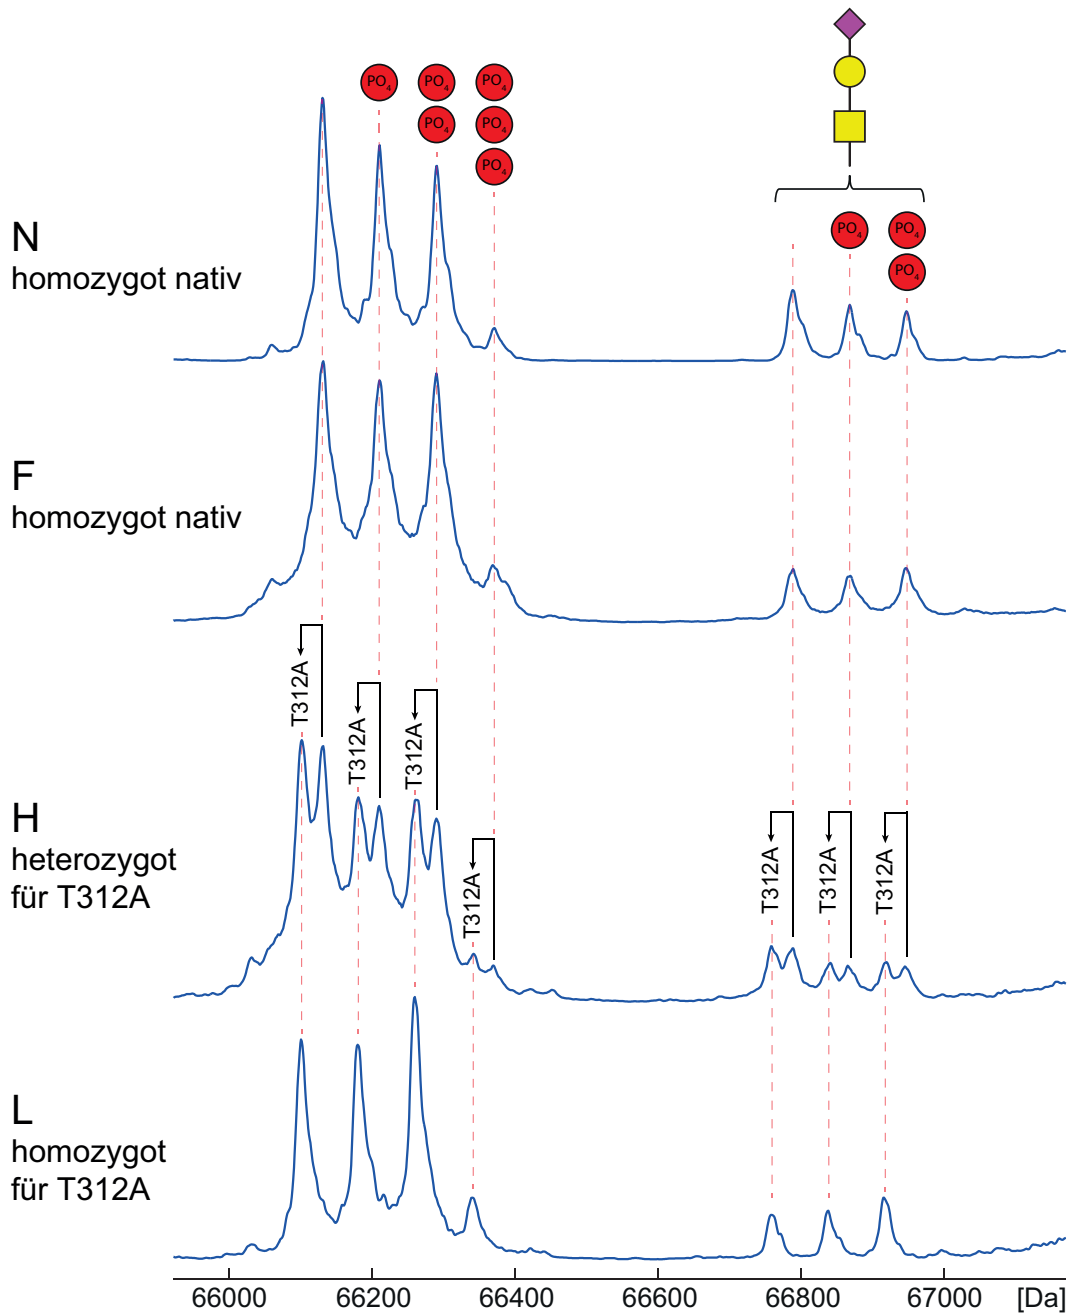 PO4 PO4 PO4
PO4 PO4
PO4
N
homozygot nativ
PO4 PO4
PO4
F
homozygot nativ
T312A
T312A
T312A
H
heterozygot
für T312A
T312A
T312A
T312A
T312A
L
homozygot
für T312A
66000 66200 66400 66600 66800 67000 [Da]